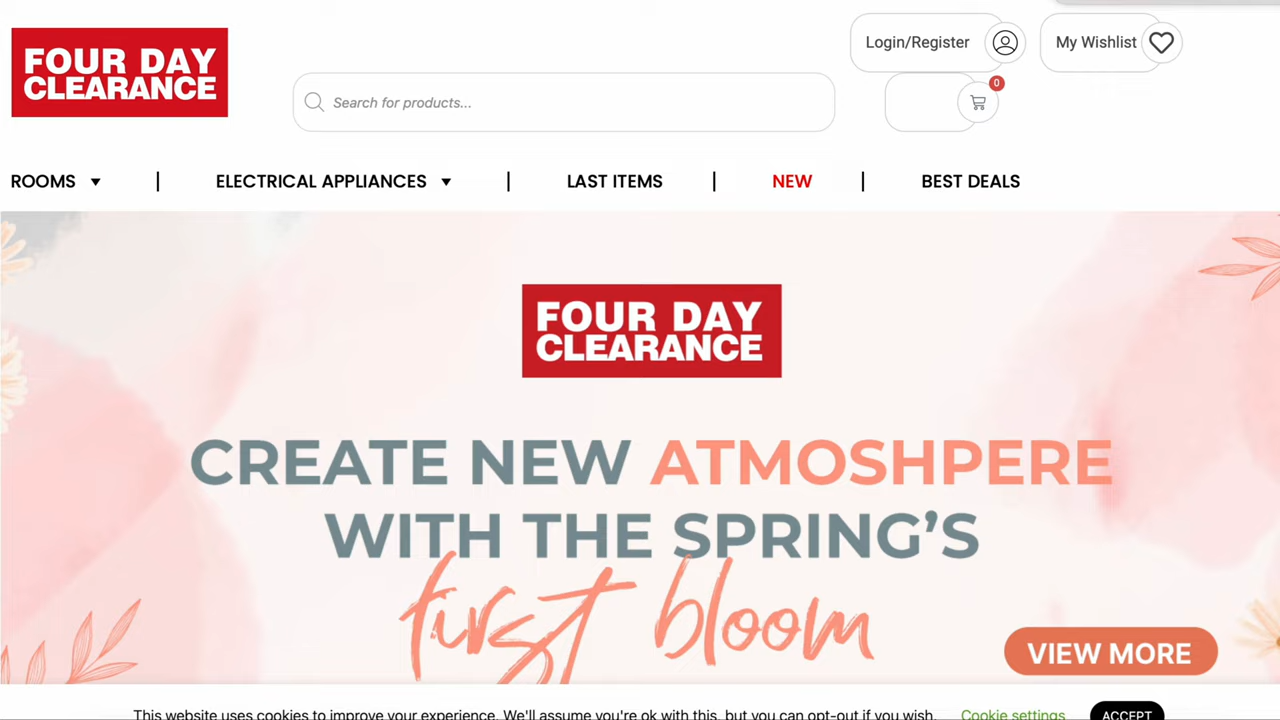 FOUR DAY
CLEARANCE
Login/Register
My Wishlist
Search for products...
0
ROOMS
ELECTRICAL APPLIANCES
LAST ITEMS
NEW
BEST DEALS
FOUR DAY
CLEARANCE
CREATE NEW ATMOSHPERE
WITH THE SPRING'S
first bloom
VIEW MORE
This website uses cookies to improve your experience. We'll assume you're ok with this, but you can opt-out if you wish.
Cookie settings
ACCEPT